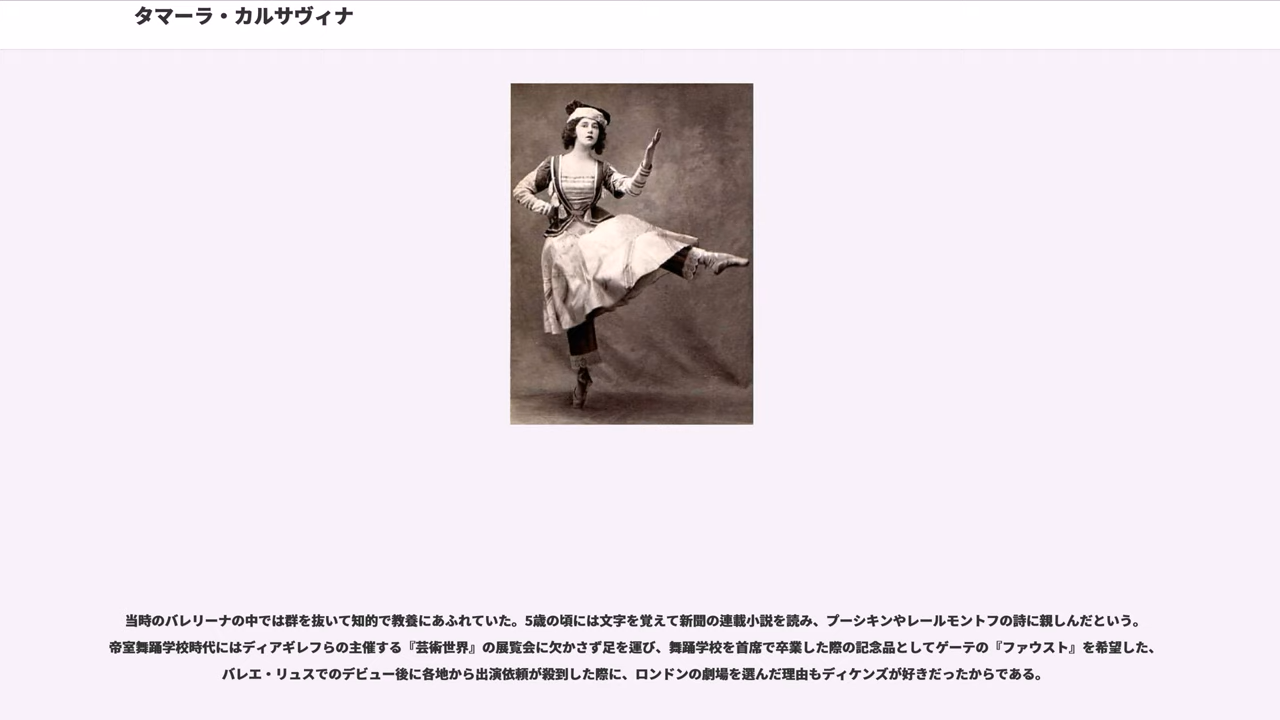 タマーラ・カルサヴィナ
当時のバレリーナの中では群を抜いて知的で教養にあふれていた。5歳の頃には文字を覚えて新聞の連載小説を読み、プーシキンやレールモントフの詩に親しんだという。
帝室舞踊学校時代にはディアギレフらの主催する『芸術世界』の展覧会に欠かさず足を運び、舞踊学校を首席で卒業した際の記念品としてゲーテの『ファウスト』を希望した、
バレエ・リュスでのデビュー後に各地から出演依頼が殺到した際に、ロンドンの劇場を選んだ理由もディケンズが好きだったからである。